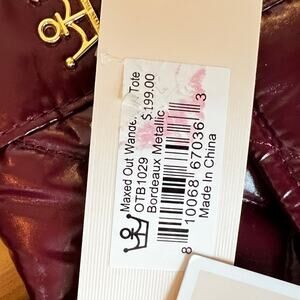 Maxed Out Wande Tote
OTB1029 $199.00
Bordeaux Metallic
8 10068 67036 3
Made In China